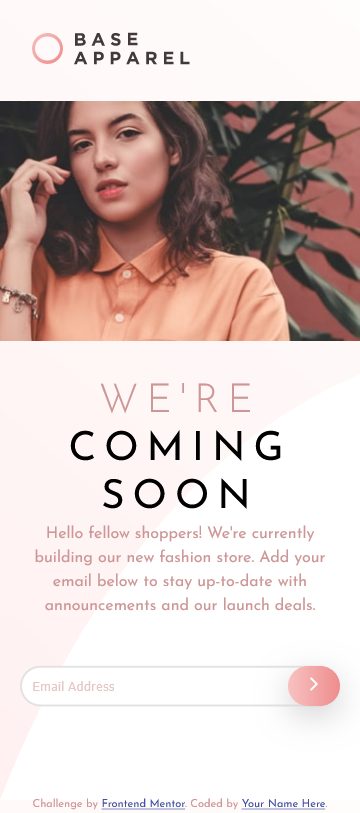 BASE
APPAREL
WE'RE
COMING
SOON
Hello fellow shoppers! We're currently
building our new fashion store. Add your
email below to stay up-to-date with
announcements and our launch deals.
Email Address
Challenge by Frontend Mentor. Coded by Your Name Here.